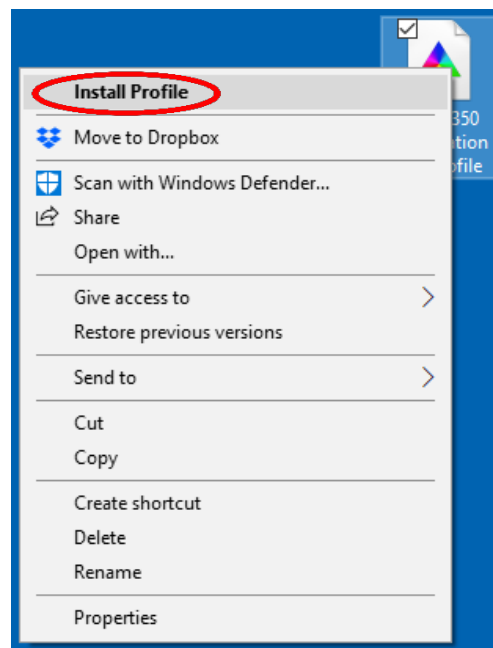 Install Profile
350
Move to Dropbox
Scan with Windows Defender...
Share
Open with...
Give access to
Restore previous versions
Send to
Cut
Copy
Create shortcut
Delete
Rename
Properties